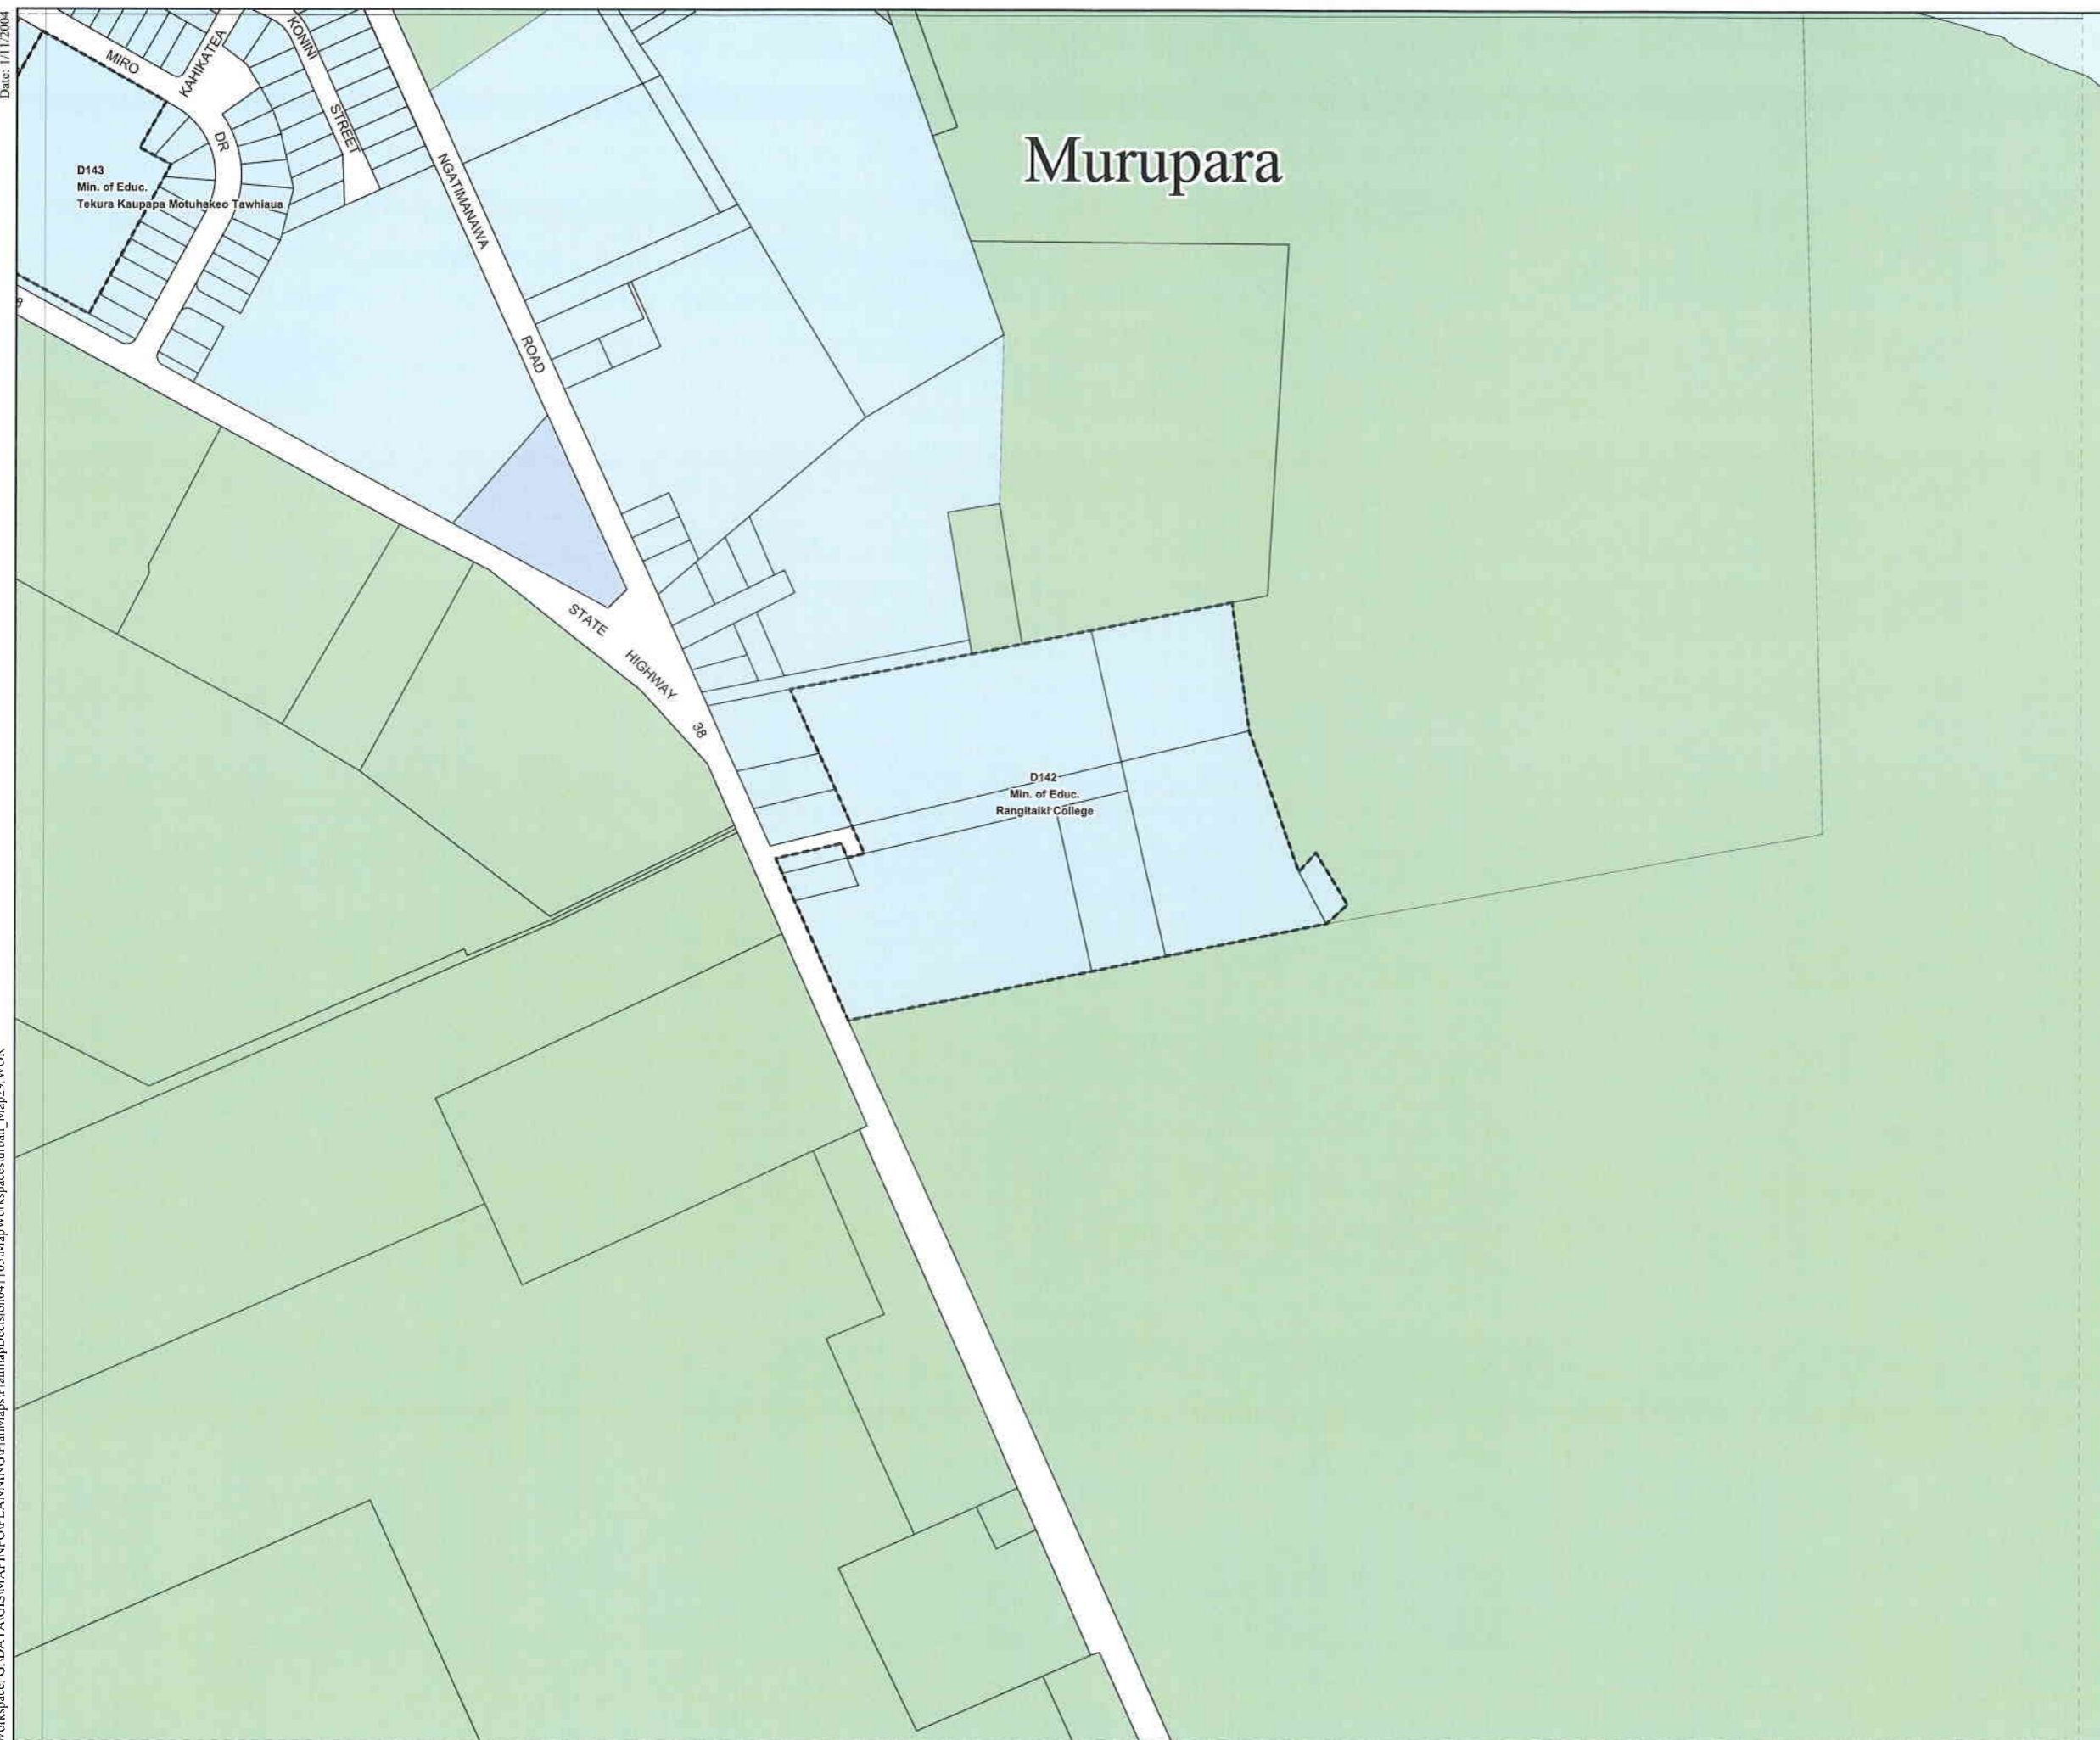 Date: 1/11/2004
MIRO
KAHIKATEA
KONINI
STREET
DR
D143
Min. of Educ.
Tekura Kaupapa Motuhakeo Tawhiaua
NGATIMANAWA
ROAD
Murupara
8
STATE
HIGHWAY
38
D142
Min. of Educ.
Rangitaiki College